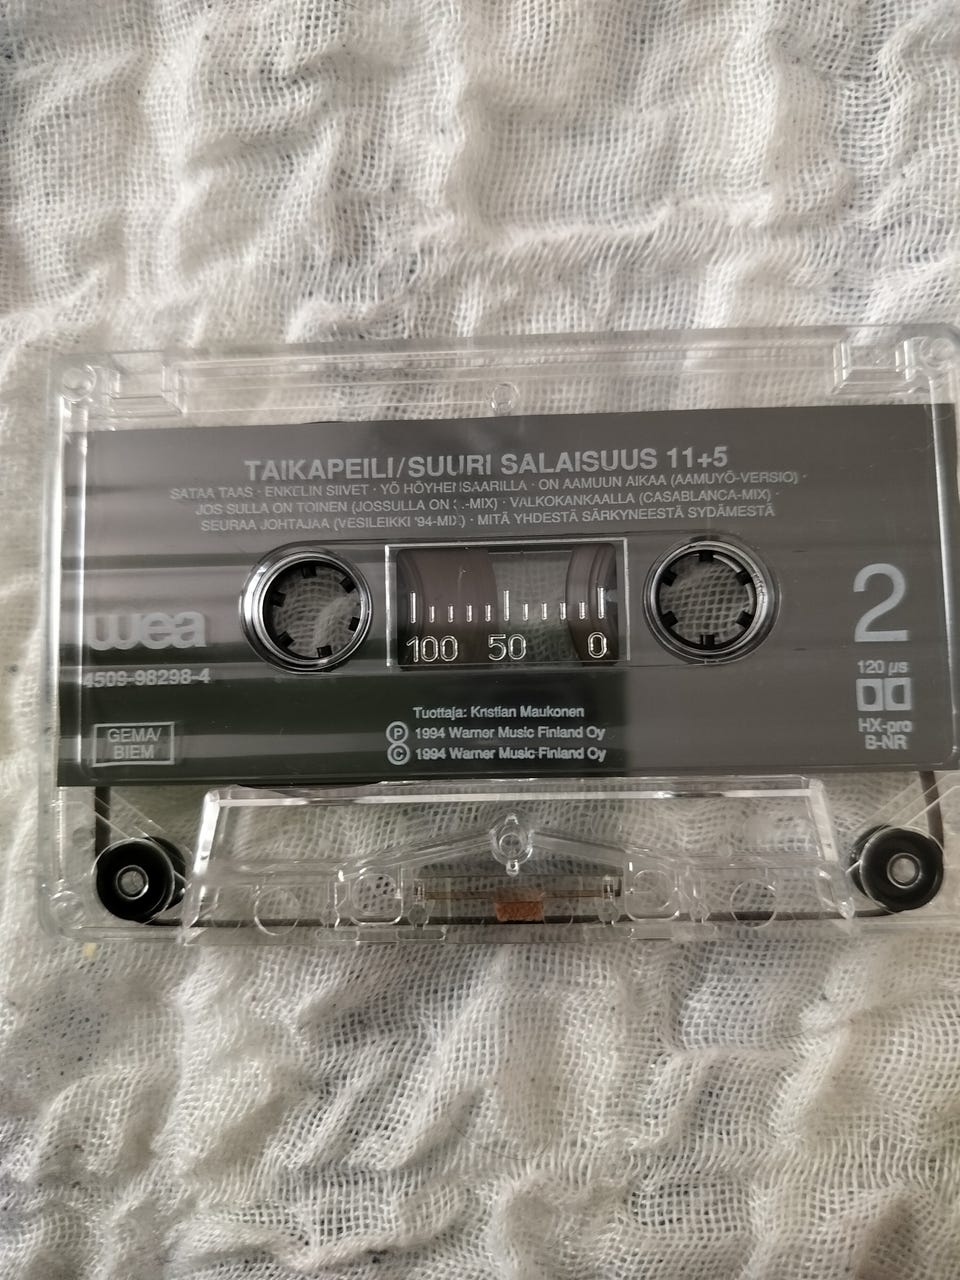 TAIKAPEILI/SUURI SALAISUUS 11+5
SATAA TAAS · ENKELIN SIIVET · YÖ HÖYHENSAARILLA · ON AAMUUN AIKAA (AAMUYÖ-VERSIO) ·
JOS SULLA ON TOINEN (JOSSULLA ON -MIX) · VALKOKANKAALLA (CASABLANCA-MIX) ·
SEURAA JOHTAJAA (VESILEIKKI '94-MIX) · MITÄ YHDESTÄ SÄRKYNEESTÄ SYDÄMESTÄ
wea
4509-98298-4
GEMA/
BIEM
100 50 0
2
120 µs
HX-pro
B-NR
Tuottaja: Kristian Maukonen
Ⓟ 1994 Warner Music Finland Oy
© 1994 Warner Music Finland Oy